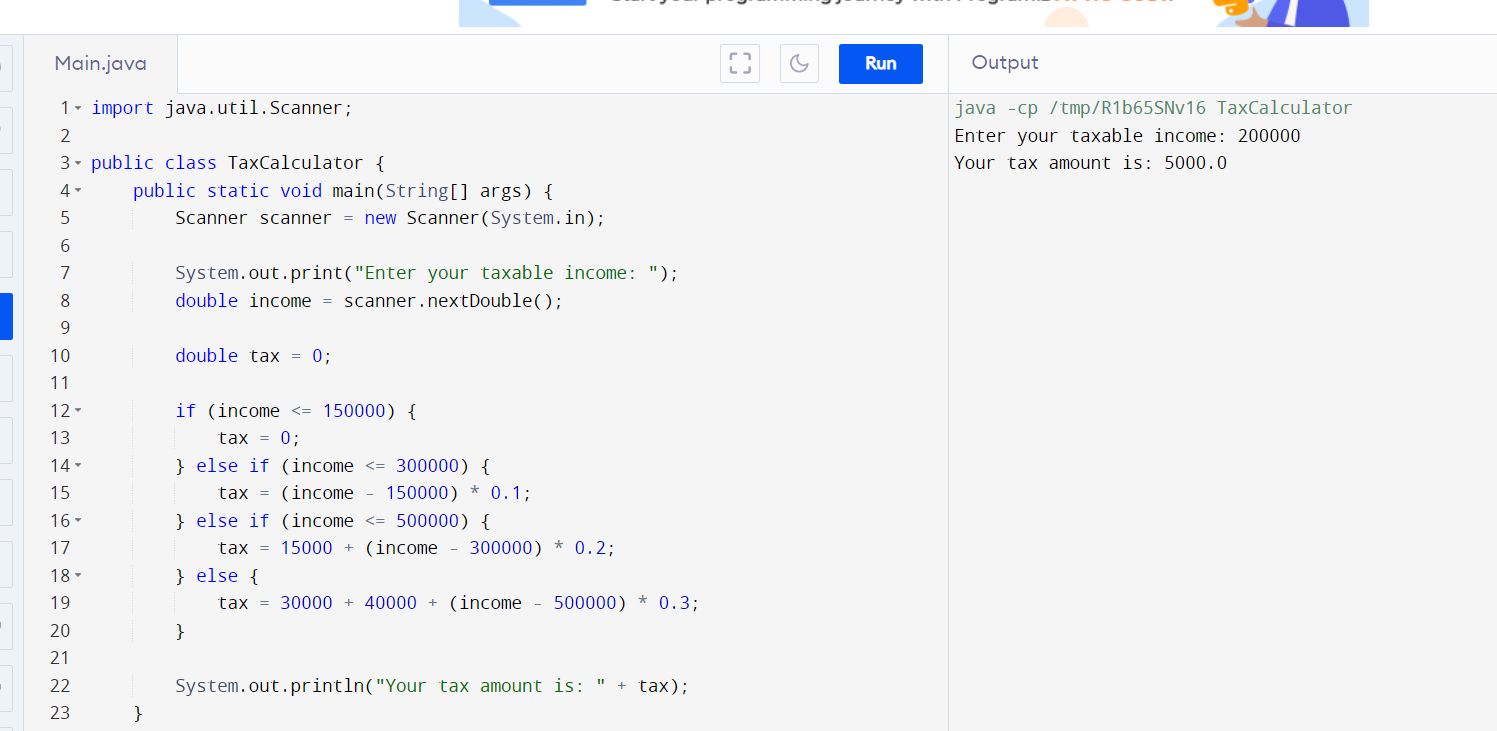 Main.java
Run
Output
1 import java.util.Scanner;
2
3 public class TaxCalculator {
4     public static void main(String[] args) {
5         Scanner scanner = new Scanner(System.in);
6
7         System.out.print("Enter your taxable income: ");
8         double income = scanner.nextDouble();
9
10         double tax = 0;
11
12         if (income <= 150000) {
13             tax = 0;
14         } else if (income <= 300000) {
15             tax = (income - 150000) * 0.1;
16         } else if (income <= 500000) {
17             tax = 15000 + (income - 300000) * 0.2;
18         } else {
19             tax = 30000 + 40000 + (income - 500000) * 0.3;
20         }
21
22         System.out.println("Your tax amount is: " + tax);
23     }
java -cp /tmp/R1b65SNv16 TaxCalculator
Enter your taxable income: 200000
Your tax amount is: 5000.0